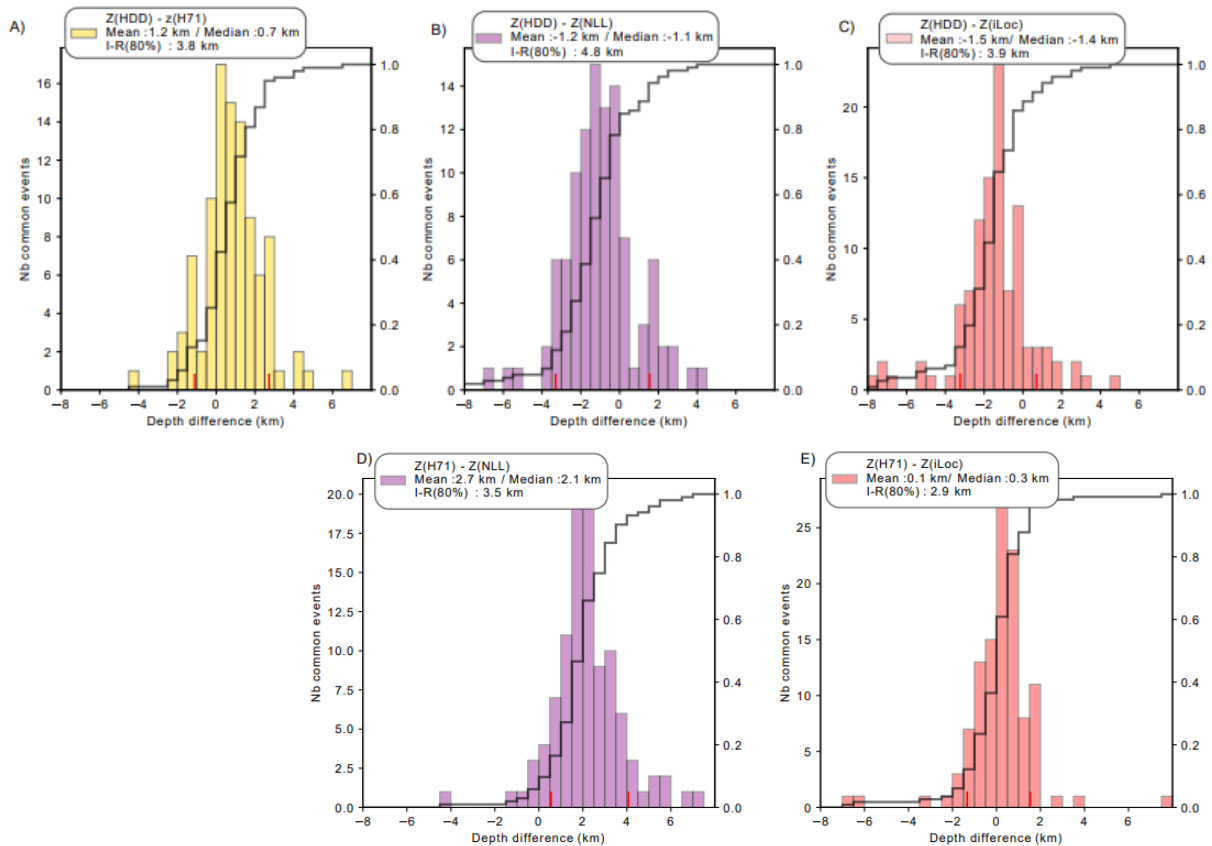 A)
Z(HDD) - z(H71)
Mean :1.2 km / Median :0.7 km
I-R(80%) : 3.8 km
Nb common events
16
14
12
10
8
6
4
2
0
1.0
0.8
0.6
0.4
0.2
0.0
−8 −6 −4 −2 0 2 4 6
Depth difference (km)
B)
Z(HDD) - Z(NLL)
Mean :-1.2 km / Median :-1.1 km
I-R(80%) : 4.8 km
Nb common events
14
12
10
8
6
4
2
0
1.0
0.8
0.6
0.4
0.2
0.0
−8 −6 −4 −2 0 2 4 6
Depth difference (km)
C)
Z(HDD) - Z(iLoc)
Mean :-1.5 km/ Median :-1.4 km
I-R(80%) : 3.9 km
Nb common events
20
15
10
5
0
1.0
0.8
0.6
0.4
0.2
0.0
−8 −6 −4 −2 0 2 4 6
Depth difference (km)
D)
Z(H71) - Z(NLL)
Mean :2.7 km / Median :2.1 km
I-R(80%) : 3.5 km
Nb common events
20.0
17.5
15.0
12.5
10.0
7.5
5.0
2.5
0.0
1.0
0.8
0.6
0.4
0.2
0.0
−8 −6 −4 −2 0 2 4 6
Depth difference (km)
E)
Z(H71) - Z(iLoc)
Mean :0.1 km/ Median :0.3 km
I-R(80%) : 2.9 km
Nb common events
25
20
15
10
5
0
1.0
0.8
0.6
0.4
0.2
0.0
−8 −6 −4 −2 0 2 4 6
Depth difference (km)